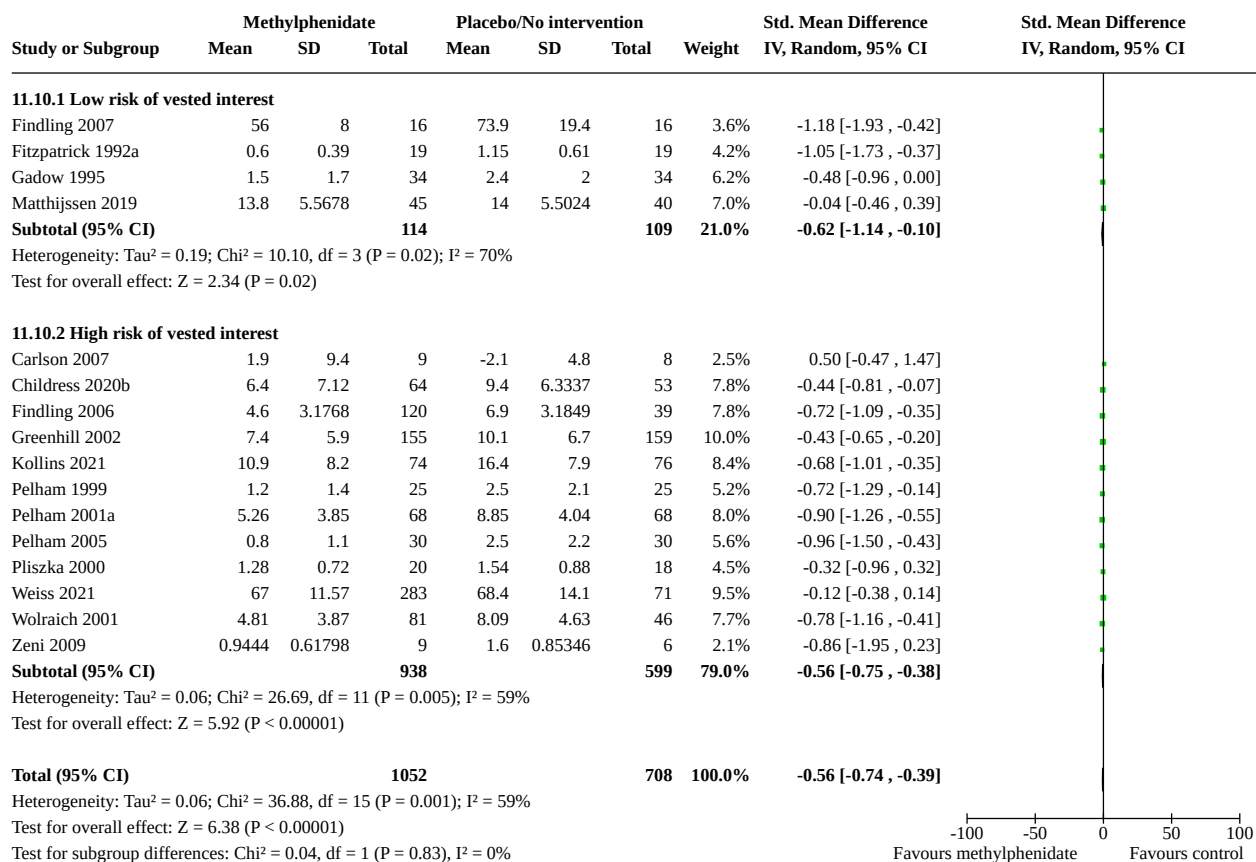 Methylphenidate Placebo/No intervention Std. Mean Difference Std. Mean Difference
Study or Subgroup Mean SD Total Mean SD Total Weight IV, Random, 95% CI IV, Random, 95% CI
11.10.1 Low risk of vested interest
Findling 2007 56 8 16 73.9 19.4 16 3.6% -1.18 [-1.93 , -0.42]
Fitzpatrick 1992a 0.6 0.39 19 1.15 0.61 19 4.2% -1.05 [-1.73 , -0.37]
Gadow 1995 1.5 1.7 34 2.4 2 34 6.2% -0.48 [-0.96 , 0.00]
Matthijssen 2019 13.8 5.5678 45 14 5.5024 40 7.0% -0.04 [-0.46 , 0.39]
Subtotal (95% CI) 114 109 21.0% -0.62 [-1.14 , -0.10]
Heterogeneity: Tau² = 0.19; Chi² = 10.10, df = 3 (P = 0.02); I² = 70%
Test for overall effect: Z = 2.34 (P = 0.02)
11.10.2 High risk of vested interest
Carlson 2007 1.9 9.4 9 -2.1 4.8 8 2.5% 0.50 [-0.47 , 1.47]
Childress 2020b 6.4 7.12 64 9.4 6.3337 53 7.8% -0.44 [-0.81 , -0.07]
Findling 2006 4.6 3.1768 120 6.9 3.1849 39 7.8% -0.72 [-1.09 , -0.35]
Greenhill 2002 7.4 5.9 155 10.1 6.7 159 10.0% -0.43 [-0.65 , -0.20]
Kollins 2021 10.9 8.2 74 16.4 7.9 76 8.4% -0.68 [-1.01 , -0.35]
Pelham 1999 1.2 1.4 25 2.5 2.1 25 5.2% -0.72 [-1.29 , -0.14]
Pelham 2001a 5.26 3.85 68 8.85 4.04 68 8.0% -0.90 [-1.26 , -0.55]
Pelham 2005 0.8 1.1 30 2.5 2.2 30 5.6% -0.96 [-1.50 , -0.43]
Pliszka 2000 1.28 0.72 20 1.54 0.88 18 4.5% -0.32 [-0.96 , 0.32]
Weiss 2021 67 11.57 283 68.4 14.1 71 9.5% -0.12 [-0.38 , 0.14]
Wolraich 2001 4.81 3.87 81 8.09 4.63 46 7.7% -0.78 [-1.16 , -0.41]
Zeni 2009 0.9444 0.61798 9 1.6 0.85346 6 2.1% -0.86 [-1.95 , 0.23]
Subtotal (95% CI) 938 599 79.0% -0.56 [-0.75 , -0.38]
Heterogeneity: Tau² = 0.06; Chi² = 26.69, df = 11 (P = 0.005); I² = 59%
Test for overall effect: Z = 5.92 (P < 0.00001)
Total (95% CI) 1052 708 100.0% -0.56 [-0.74 , -0.39]
Heterogeneity: Tau² = 0.06; Chi² = 36.88, df = 15 (P = 0.001); I² = 59%
Test for overall effect: Z = 6.38 (P < 0.00001) -100 -50 0 50 100
Test for subgroup differences: Chi² = 0.04, df = 1 (P = 0.83), I² = 0% Favours methylphenidate Favours control